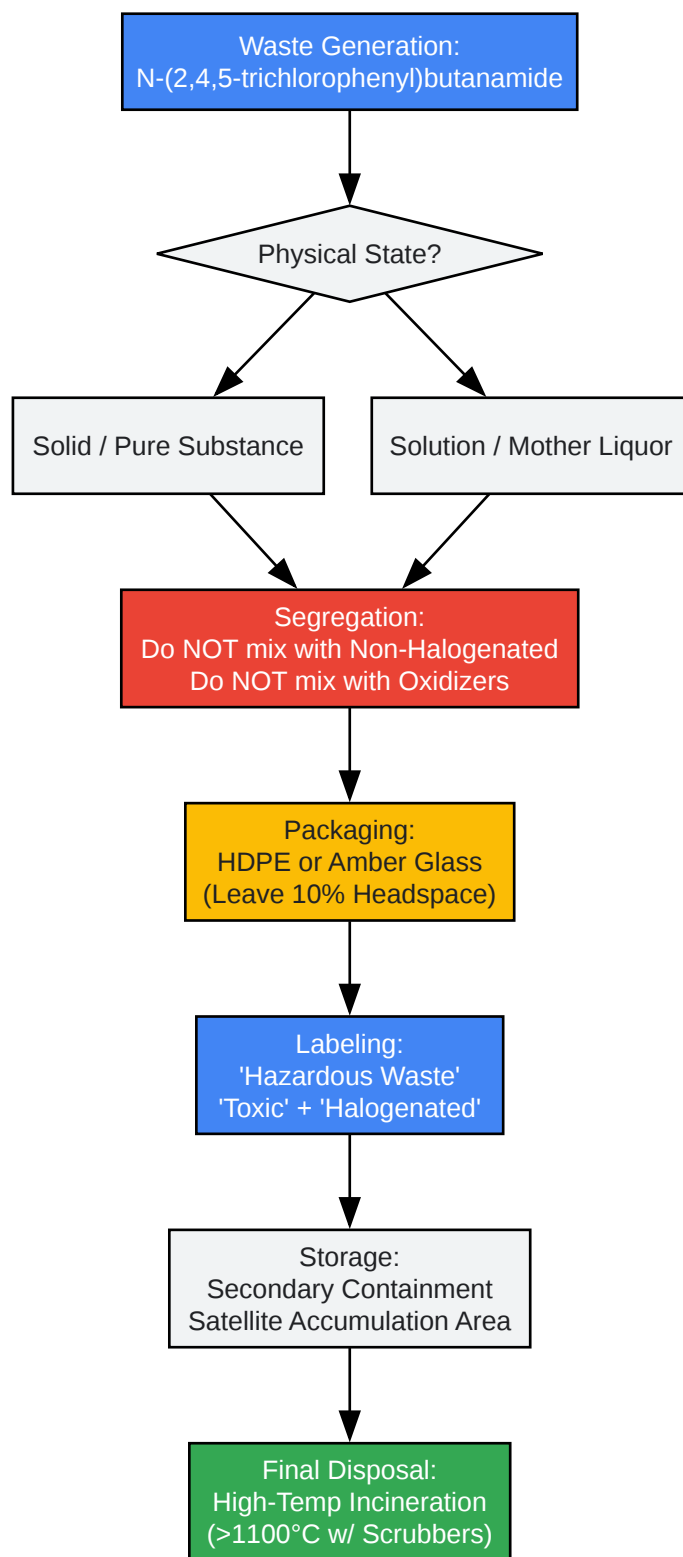 Waste Generation:
N-(2,4,5-trichlorophenyl)butanamide
Physical State?
Solid / Pure Substance
Solution / Mother Liquor
Segregation:
Do NOT mix with Non-Halogenated
Do NOT mix with Oxidizers
Packaging:
HDPE or Amber Glass
(Leave 10% Headspace)
Labeling:
'Hazardous Waste'
'Toxic' + 'Halogenated'
Storage:
Secondary Containment
Satellite Accumulation Area
Final Disposal:
High-Temp Incineration
(>1100°C w/ Scrubbers)